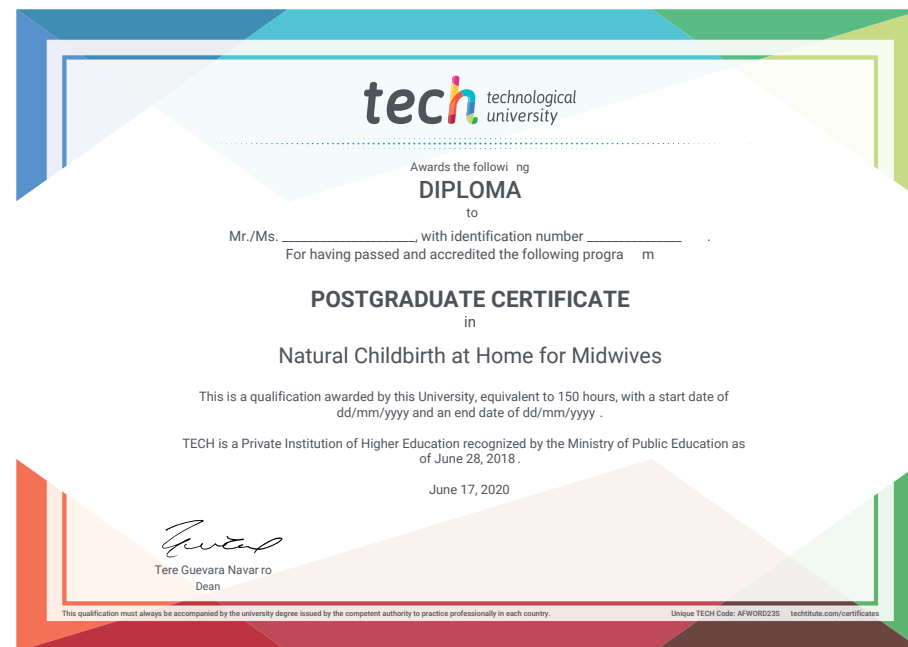 tech technological
university
Awards the followi ng
DIPLOMA
to
Mr./Ms. ____________________, with identification number ______________ .
For having passed and accredited the following progra m
POSTGRADUATE CERTIFICATE
in
Natural Childbirth at Home for Midwives
This is a qualification awarded by this University, equivalent to 150 hours, with a start date of
dd/mm/yyyy and an end date of dd/mm/yyyy .
TECH is a Private Institution of Higher Education recognized by the Ministry of Public Education as
of June 28, 2018 .
June 17, 2020
Tere Guevara Navar ro
Dean
This qualification must always be accompanied by the university degree issued by the competent authority to practice professionally in each country. Unique TECH Code: AFWORD23S techtitute.com/certificates